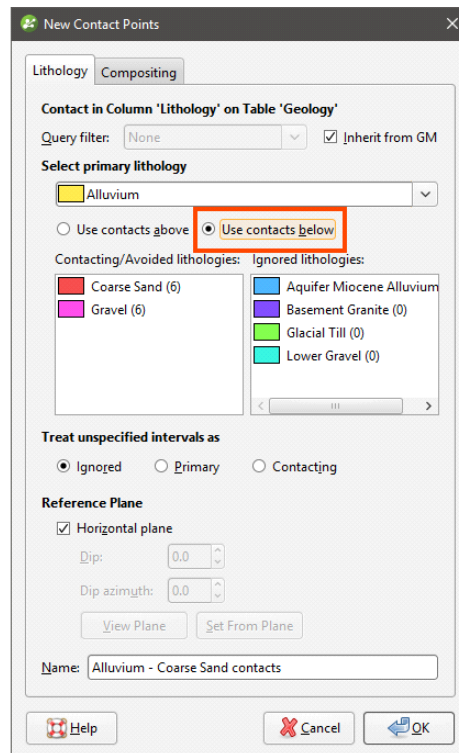 New Contact Points
Lithology Compositing
Contact in Column 'Lithology' on Table 'Geology'
Query filter: None Inherit from GM
Select primary lithology
Alluvium
Use contacts above Use contacts below
Contacting/Avoided lithologies: Ignored lithologies:
Coarse Sand (6) Aquifer Miocene Alluvium
Gravel (6) Basement Granite (0)
Glacial Till (0)
Lower Gravel (0)
Treat unspecified intervals as
Ignored Primary Contacting
Reference Plane
Horizontal plane
Dip: 0.0
Dip azimuth: 0.0
View Plane Set From Plane
Name: Alluvium - Coarse Sand contacts
Help Cancel OK